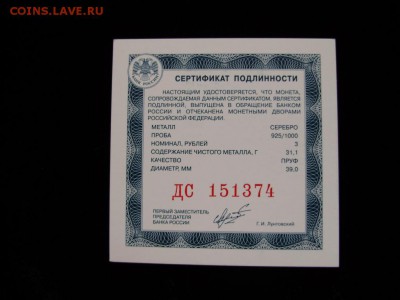 COINS.LAVE.RU
СЕРТИФИКАТ ПОДЛИННОСТИ
НАСТОЯЩИМ УДОСТОВЕРЯЕТСЯ, ЧТО МОНЕТА,
СОПРОВОЖДАЕМАЯ ДАННЫМ СЕРТИФИКАТОМ, ЯВЛЯЕТСЯ
ПОДЛИННОЙ, ВЫПУЩЕНА В ОБРАЩЕНИЕ БАНКОМ
РОССИИ И ОТЧЕКАНЕНА МОНЕТНЫМИ ДВОРАМИ
РОССИЙСКОЙ ФЕДЕРАЦИИ.
МЕТАЛЛ СЕРЕБРО
ПРОБА 925/1000
НОМИНАЛ, РУБЛЕЙ 3
СОДЕРЖАНИЕ ЧИСТОГО МЕТАЛЛА, Г 31,1
КАЧЕСТВО ПРУФ
ДИАМЕТР, ММ 39,0
ДС 151374
ПЕРВЫЙ ЗАМЕСТИТЕЛЬ
ПРЕДСЕДАТЕЛЯ
БАНКА РОССИИ Г.И. Лунтовский